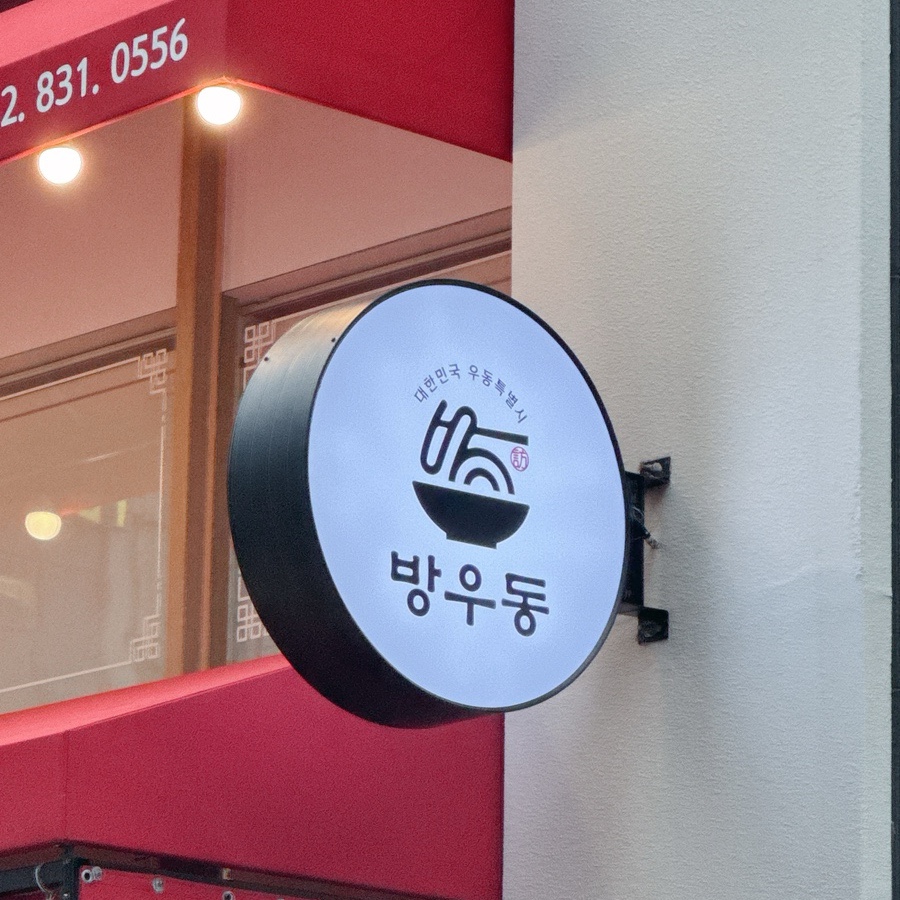 2. 831. 0556
대한민국 우동특별시
訪
방우동